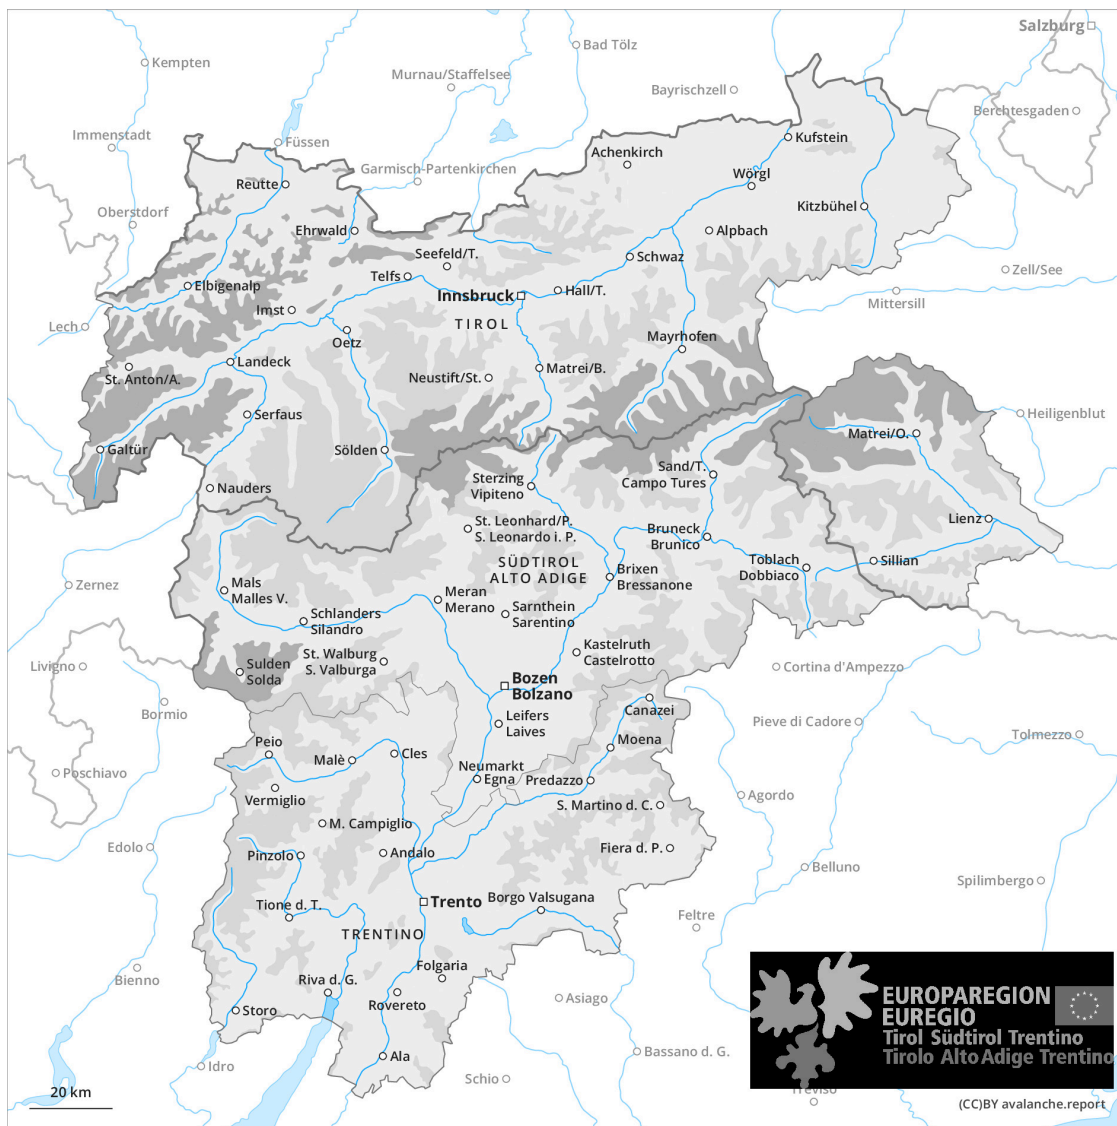 Salzburg
Bad Tölz
Kempten
Murnau/Staffelsee
Bayrischzell
Berchtesgaden
Immenstadt
Füssen
Kufstein
Achenkirch
Garmisch-Partenkirchen
Wörgl
Reutte
Kitzbühel
Oberstdorf
Ehrwald
Alpbach
Seefeld/T.
Schwaz
Zell/See
Telfs
Elbigenalp
Hall/T.
Innsbruck
Mittersill
Imst
TIROL
Lech
Oetz
Mayrhofen
Landeck
Matrei/B.
St. Anton/A.
Neustift/St.
Serfaus
Heiligenblut
Matrei/O.
Galtür
Sölden
Sand/T.
Campo Tures
Sterzing
Vipiteno
Nauders
Lienz
St. Leonhard/P.
S. Leonardo i. P.
Bruneck
Brunico
SÜDTIROL
ALTO ADIGE
Toblach
Dobbiaco
Sillian
Brixen
Bressanone
Zernez
Mals
Malles V.
Meran
Merano
Schlanders
Silandro
Sarnthein
Sarentino
Kastelruth
Castelrotto
St. Walburg
S. Valburga
Livigno
Sulden
Solda
Cortina d'Ampezzo
Bozen
Bolzano
Bormio
Canazei
Leifers
Laives
Pieve di Cadore
Tolmezzo
Peio
Moena
Malè
Cles
Poschiavo
Neumarkt
Egna
Predazzo
Vermiglio
Agordo
S. Martino d. C.
M. Campiglio
Edolo
Pinzolo
Andalo
Fiera d. P.
Belluno
Spilimbergo
Trento
Borgo Valsugana
Tione d. T.
Feltre
TRENTINO
Bienno
Folgaria
Riva d. G.
Rovereto
Asiago
Storo
EUROPAREGION
EUREGIO
Tirol Südtirol Trentino
Tirolo Alto Adige Trentino
Ala
Bassano d. G.
Idro
Schio
Treviso
20 km
(CC)BY avalanche.report